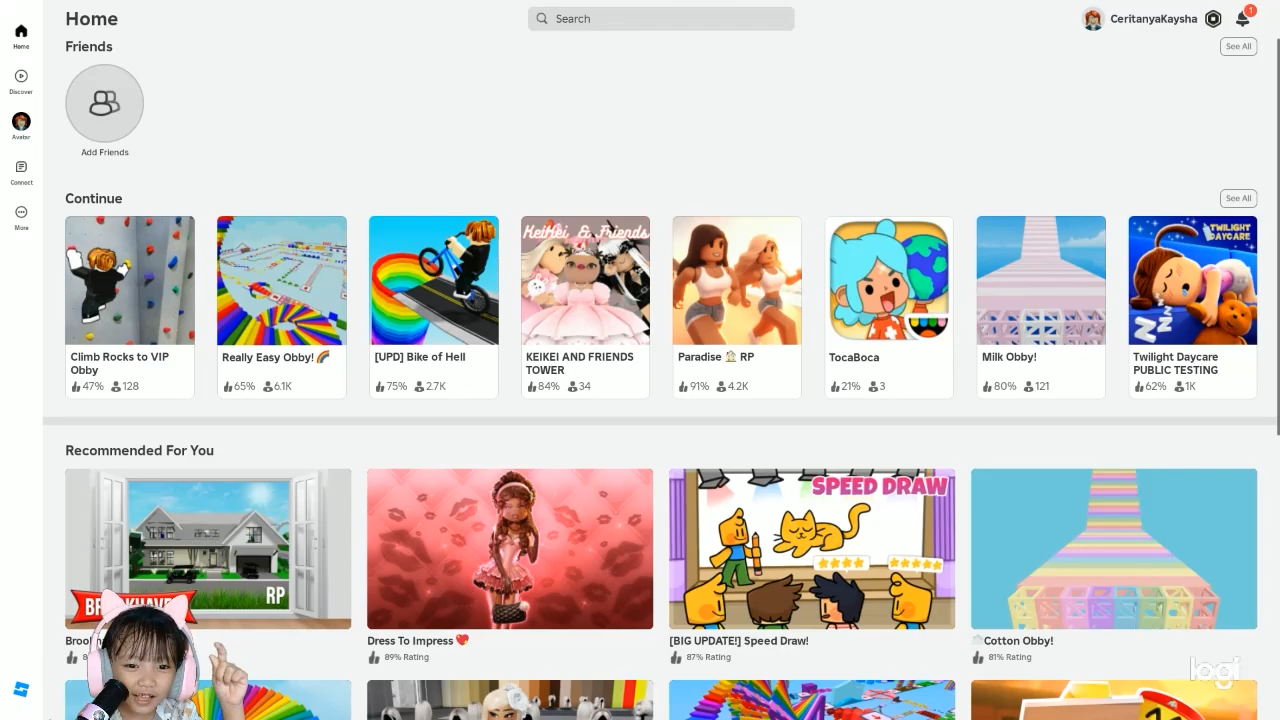 Home
Search
CeritanyaKaysha
1
Home
Discover
Avatar
Connect
More
Friends
See All
Add Friends
Continue
See All
KEIKEI & FRIENDS
TWILIGHT
DAYCARE
Climb Rocks to VIP
Obby
47% 128
Really Easy Obby! 🌈
65% 6.1K
[UPD] Bike of Hell
75% 2.7K
KEIKEI AND FRIENDS
TOWER
84% 34
Paradise 🏠 RP
91% 4.2K
TocaBoca
21% 3
Milk Obby!
80% 121
Twilight Daycare
PUBLIC TESTING
62% 1K
Recommended For You
RP
SPEED DRAW
Dress To Impress 💖
89% Rating
[BIG UPDATE!] Speed Draw!
87% Rating
Cotton Obby!
81% Rating
logi